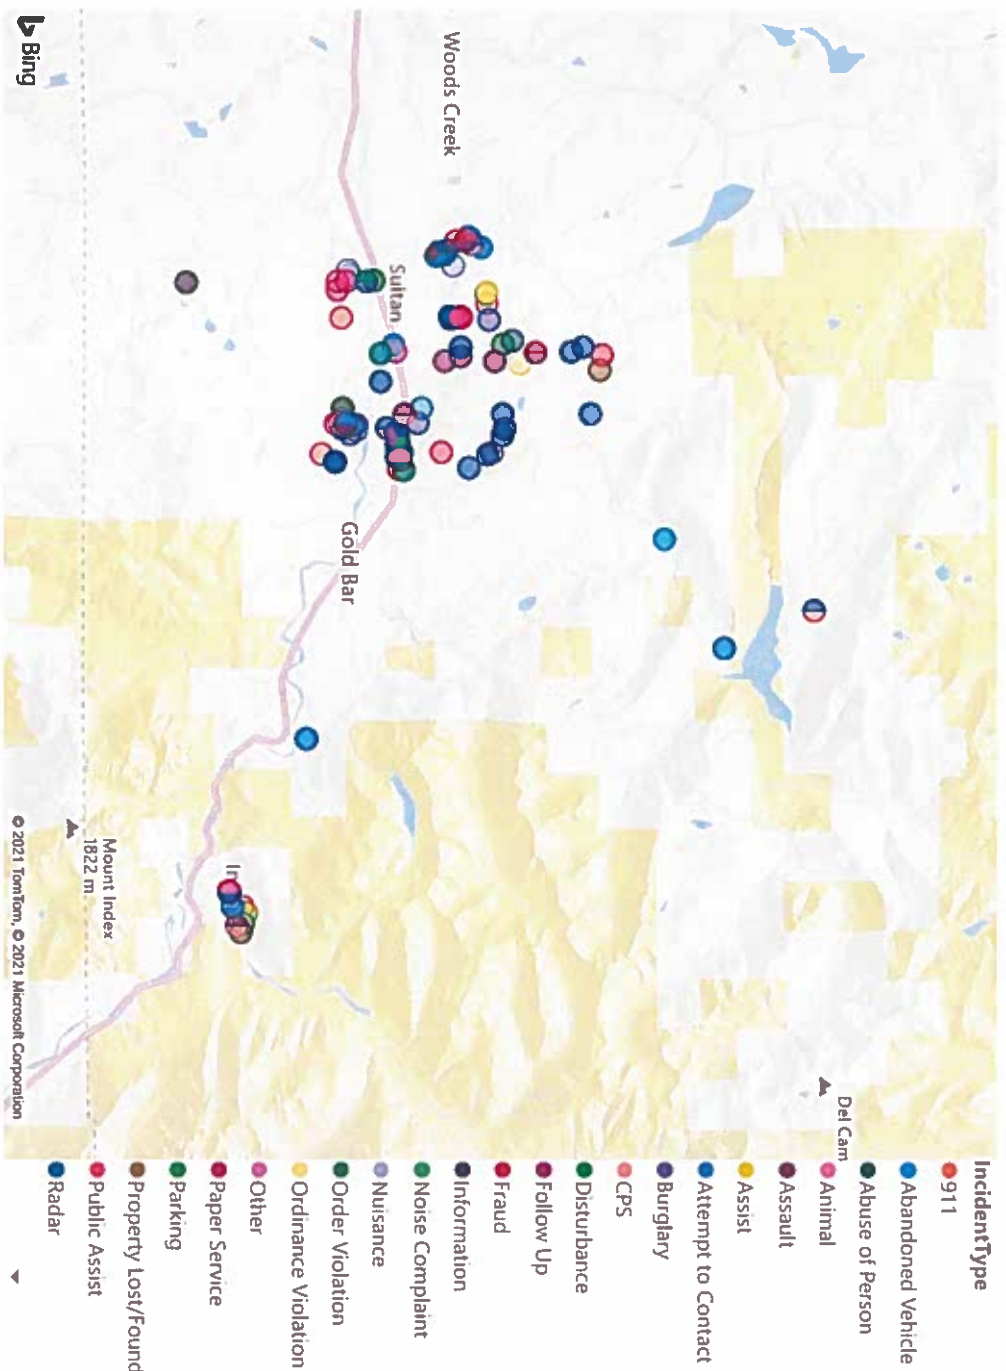 Woods Creek
Sultan
Gold Bar
In
Mount Index
1822 m.
Del Cam
Bing
© 2021 TomTom, © 2021 Microsoft Corporation
IncidentType
911
Abandoned Vehicle
Abuse of Person
Animal
Assault
Assist
Attempt to Contact
Burglary
CPS
Disturbance
Follow Up
Fraud
Information
Noise Complaint
Nuisance
Order Violation
Ordinance Violation
Other
Paper Service
Parking
Property Lost/Found
Public Assist
Radar